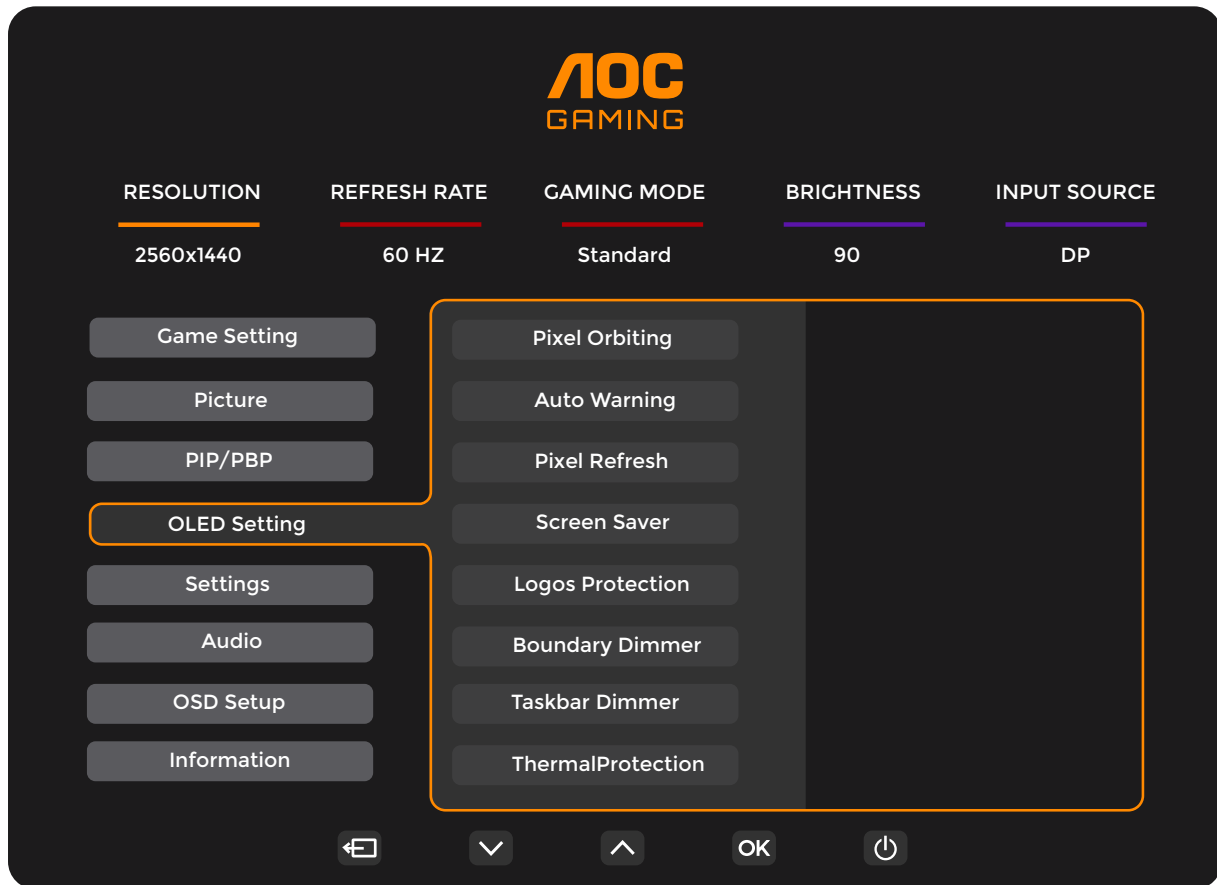 AOC
GAMING
RESOLUTION REFRESH RATE GAMING MODE BRIGHTNESS INPUT SOURCE
2560x1440 60 HZ Standard 90 DP
Game Setting
Picture
PIP/PBP
OLED Setting
Settings
Audio
OSD Setup
Information
Pixel Orbiting
Auto Warning
Pixel Refresh
Screen Saver
Logos Protection
Boundary Dimmer
Taskbar Dimmer
ThermalProtection
OK